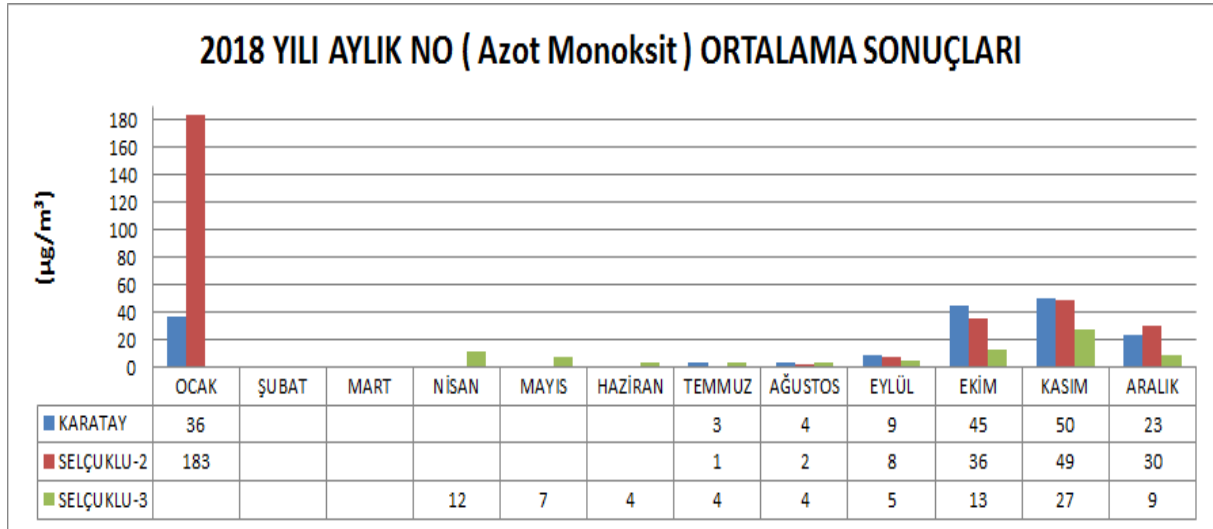 2018 YILI AYLIK NO ( Azot Monoksit ) ORTALAMA SONUÇLARI
(µg/m³)
180
160
140
120
100
80
60
40
20
0
OCAK ŞUBAT MART NİSAN MAYIS HAZİRAN TEMMUZ AĞUSTOS EYLÜL EKİM KASIM ARALIK
KARATAY 36 3 4 9 45 50 23
SELÇUKLU-2 183 1 2 8 36 49 30
SELÇUKLU-3 12 7 4 4 4 5 13 27 9